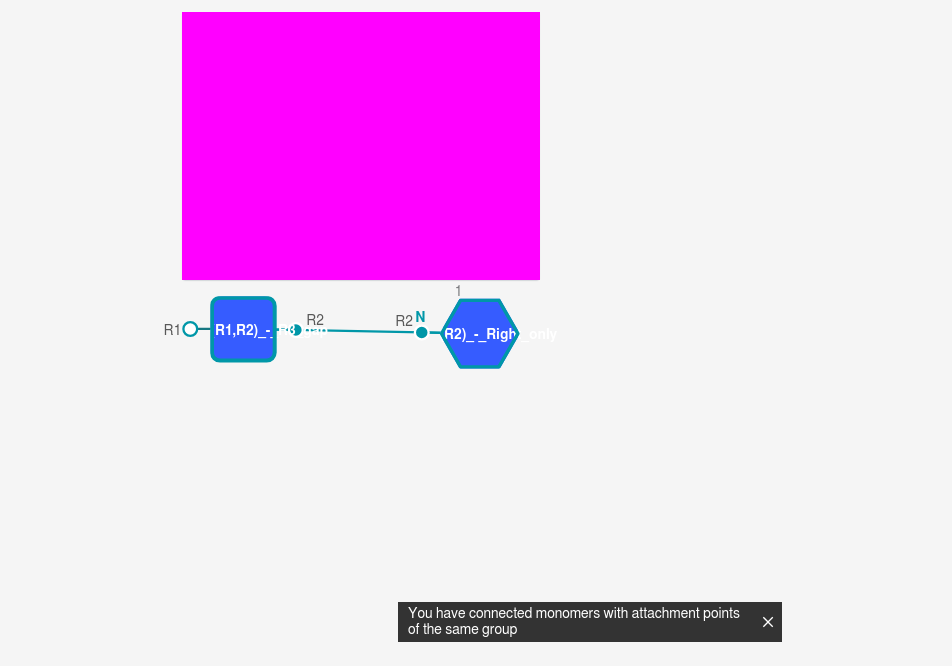 1
R2
R2 N
R1
R1,R2)_-_R3_gap
R2)_-_Right_only
You have connected monomers with attachment points
of the same group